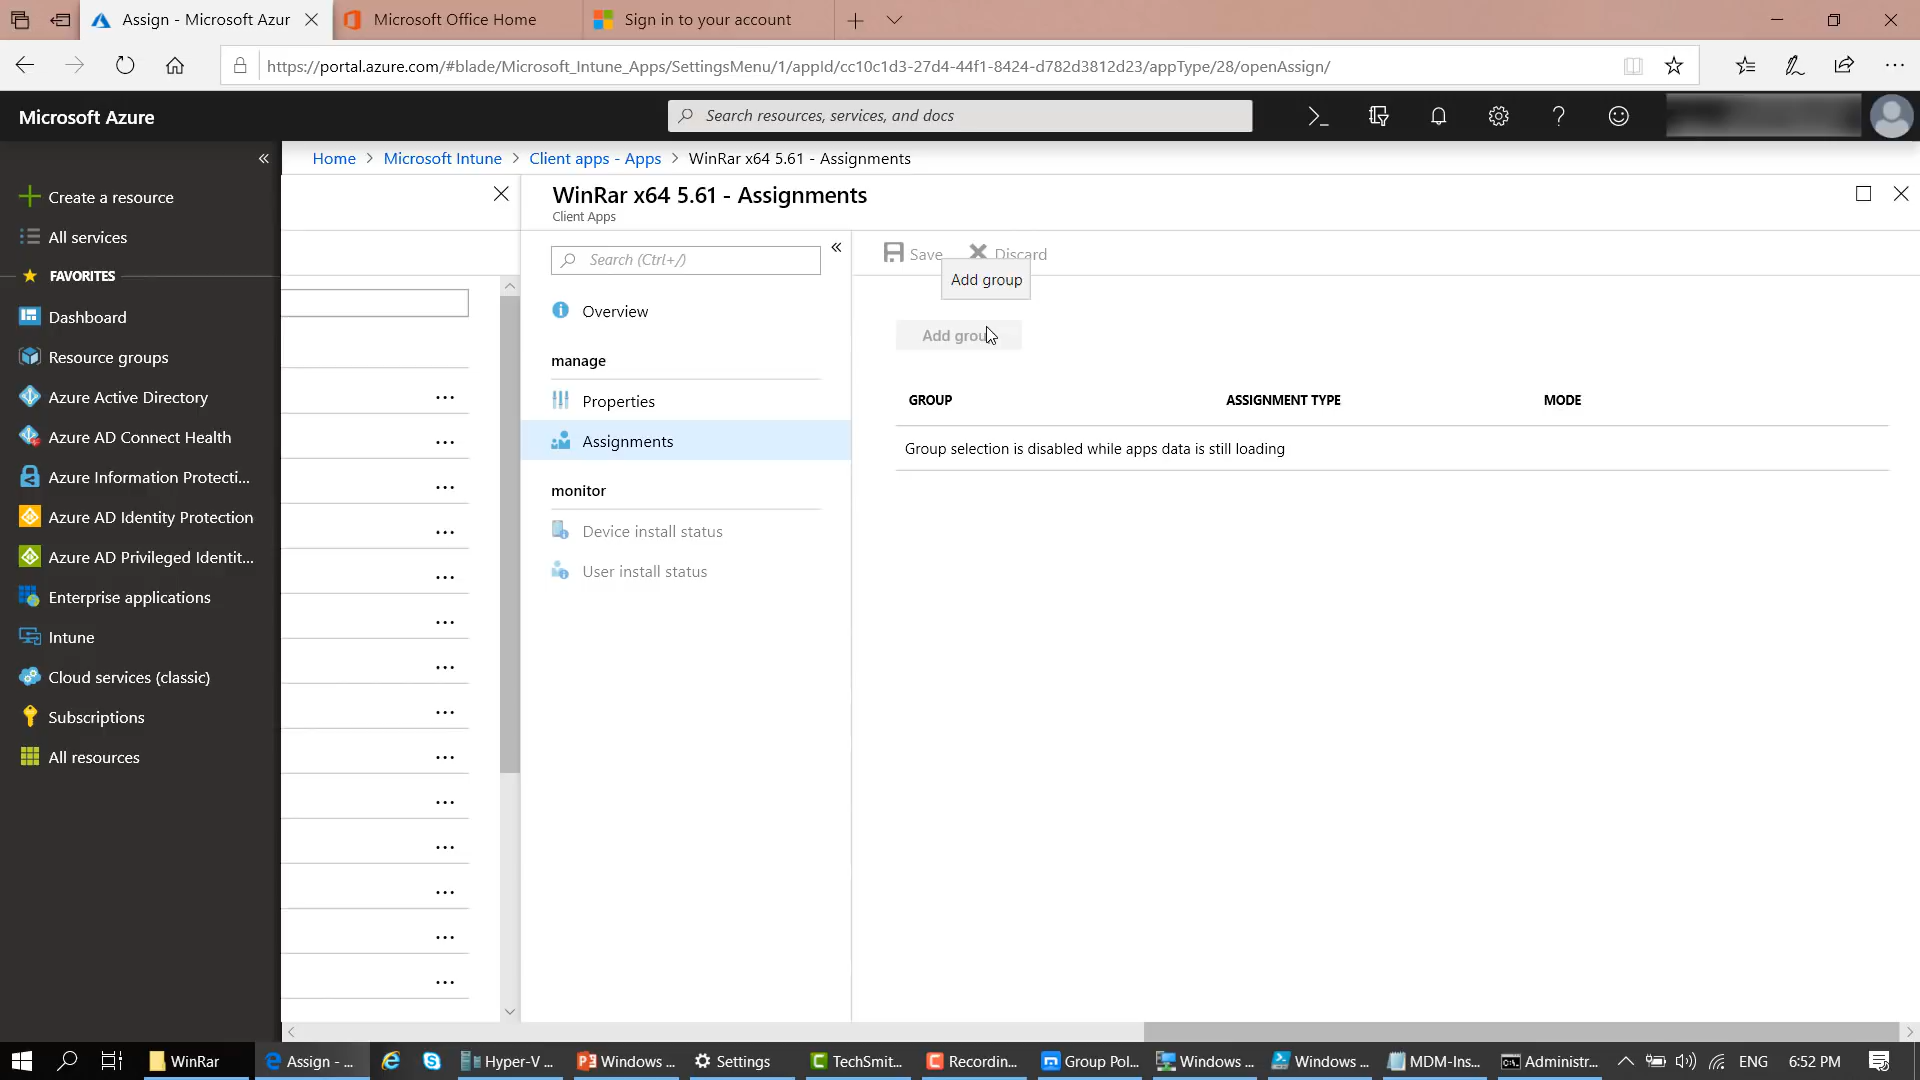 Assign - Microsoft Azur
Microsoft Office Home
Sign in to your account
https://portal.azure.com/#blade/Microsoft_Intune_Apps/SettingsMenu/1/appId/cc10c1d3-27d4-44f1-8424-d782d3812d23/appType/28/openAssign/
Microsoft Azure
Search resources, services, and docs
Home > Microsoft Intune > Client apps - Apps > WinRar x64 5.61 - Assignments
Create a resource
All services
FAVORITES
Dashboard
Resource groups
Azure Active Directory
Azure AD Connect Health
Azure Information Protecti...
Azure AD Identity Protection
Azure AD Privileged Identit...
Enterprise applications
Intune
Cloud services (classic)
Subscriptions
All resources
WinRar x64 5.61 - Assignments
Client Apps
Search (Ctrl+/)
Overview
manage
Properties
Assignments
monitor
Device install status
User install status
Save
Discard
Add group
Add grou
GROUP
ASSIGNMENT TYPE
MODE
Group selection is disabled while apps data is still loading
WinRar
Assign - ...
Hyper-V ...
Windows ...
Settings
TechSmit...
Recordin...
Group Pol...
Windows ...
Windows ...
MDM-Ins...
Administr...
ENG
6:52 PM